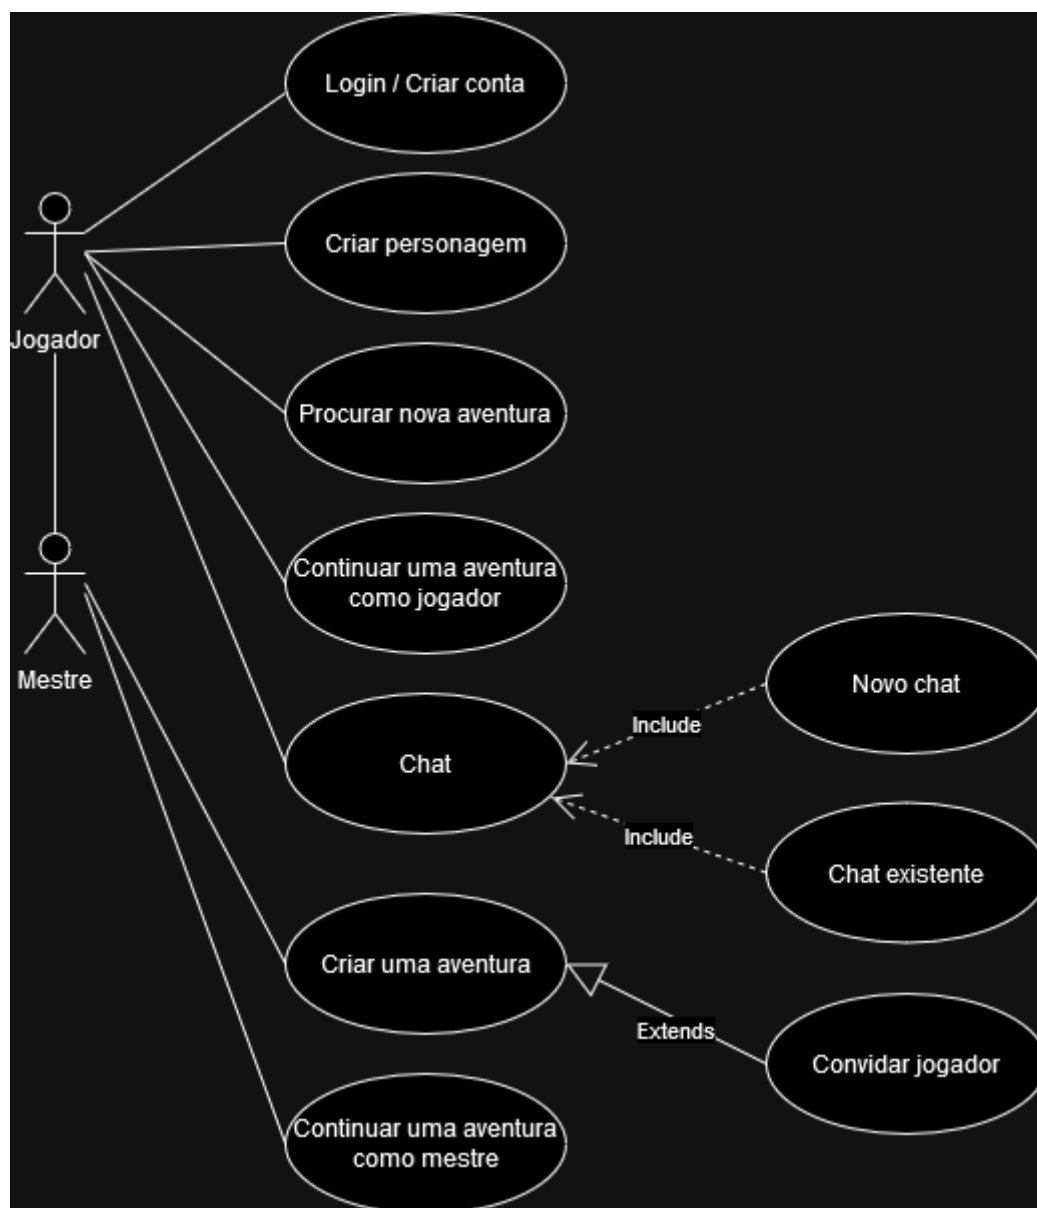 Login / Criar conta
Criar personagem
Jogador
Procurar nova aventura
Continuar uma aventura
como jogador
Mestre
Novo chat
Include
Chat
Include
Chat existente
Criar uma aventura
Extends
Convidar jogador
Continuar uma aventura
como mestre